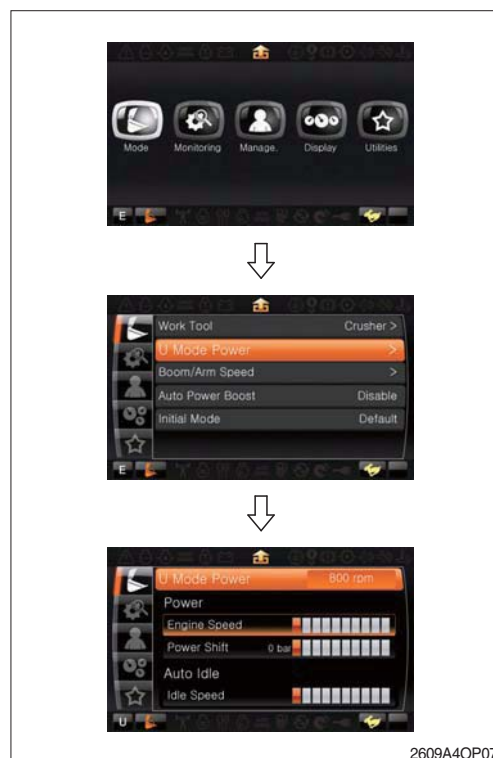 Mode Monitoring Manage. Display Utilities
E
Work Tool Crusher >
U Mode Power >
Boom/Arm Speed >
Auto Power Boost Disable
Initial Mode Default
E
U Mode Power 800 rpm
Power
Engine Speed
Power Shift 0 bar
Auto Idle
Idle Speed
U
2609A4OP07